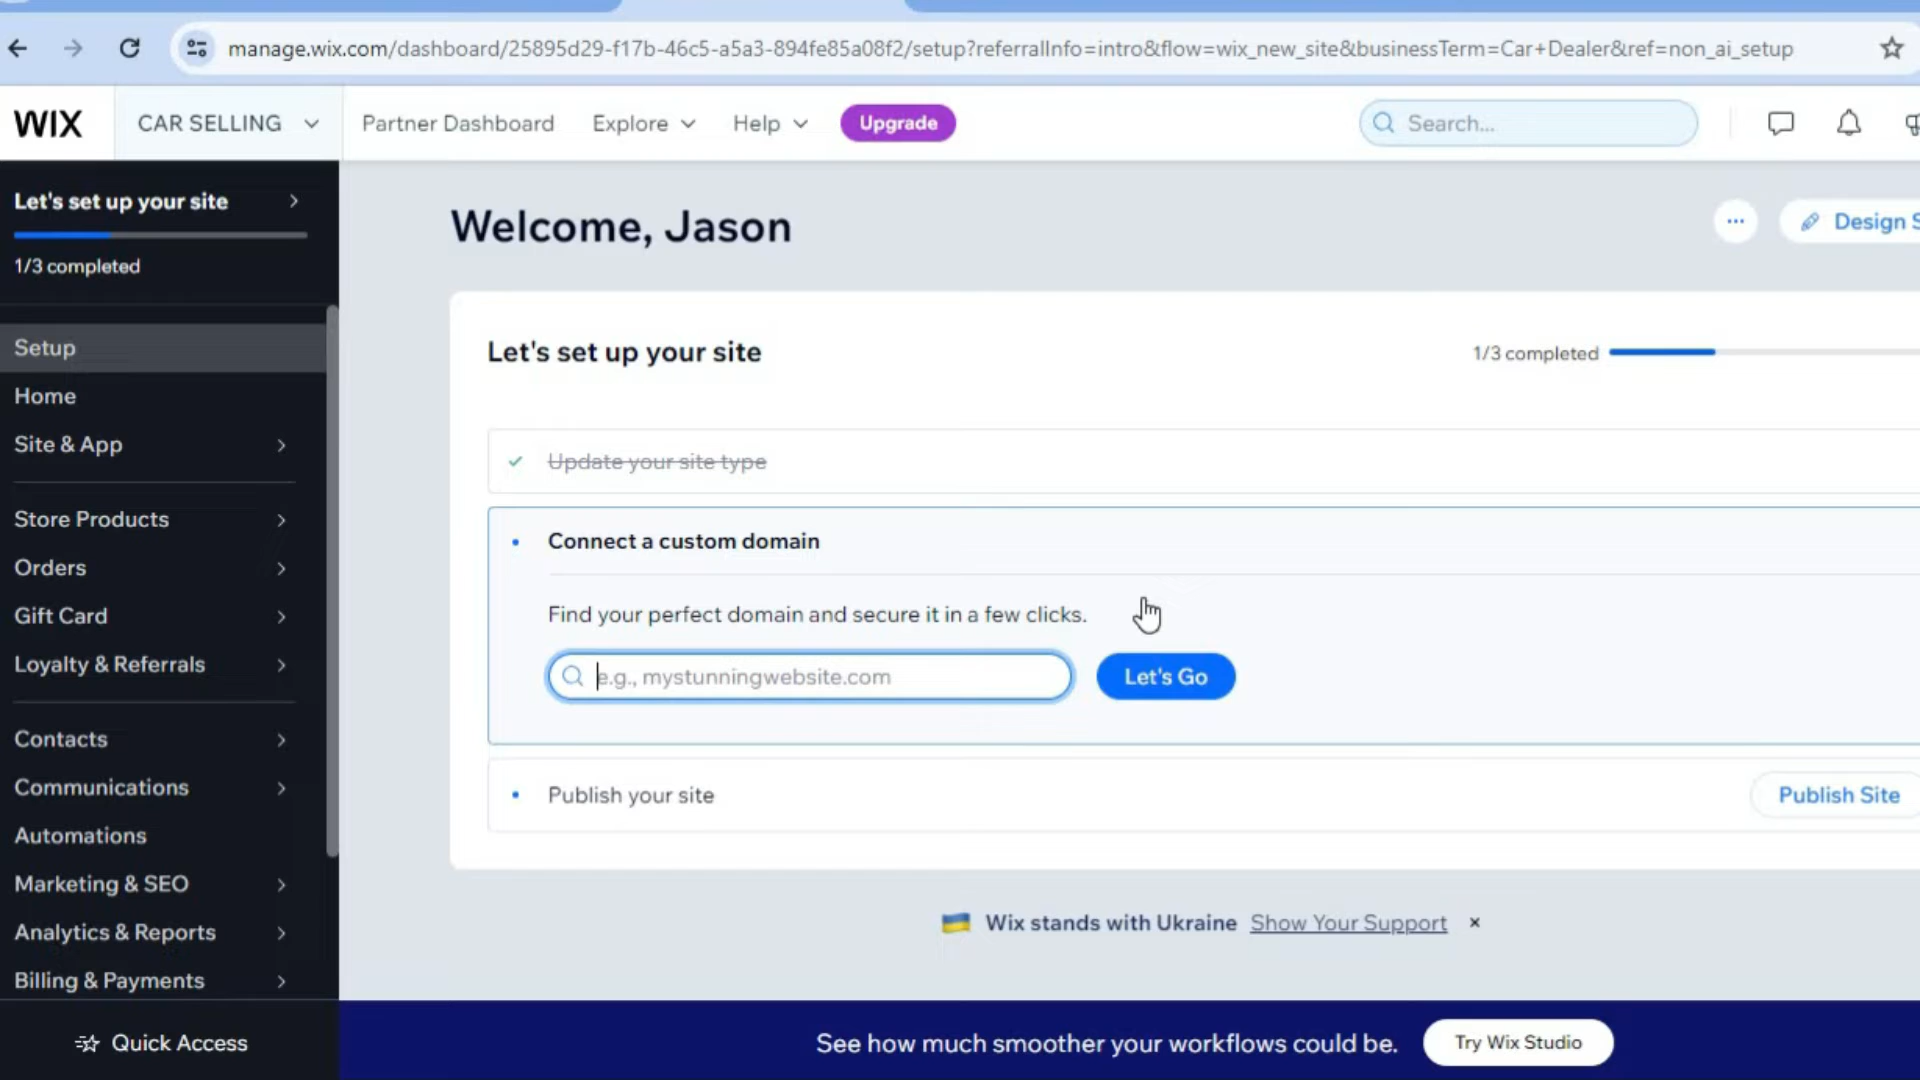 manage.wix.com/dashboard/25895d29-f17b-46c5-a5a3-894fe85a08f2/setup?referralInfo=intro&flow=wix_new_site&businessTerm=Car+Dealer&ref=non_ai_setup
WIX
CAR SELLING
Partner Dashboard
Explore
Help
Upgrade
Search...
Let's set up your site
1/3 completed
Setup
Home
Site & App
Store Products
Orders
Gift Card
Loyalty & Referrals
Contacts
Communications
Automations
Marketing & SEO
Analytics & Reports
Billing & Payments
Quick Access
Welcome, Jason
Design S
Let's set up your site
1/3 completed
Update your site type
Connect a custom domain
Find your perfect domain and secure it in a few clicks.
e.g., mystunningwebsite.com
Let's Go
Publish your site
Publish Site
Wix stands with Ukraine Show Your Support
See how much smoother your workflows could be.
Try Wix Studio